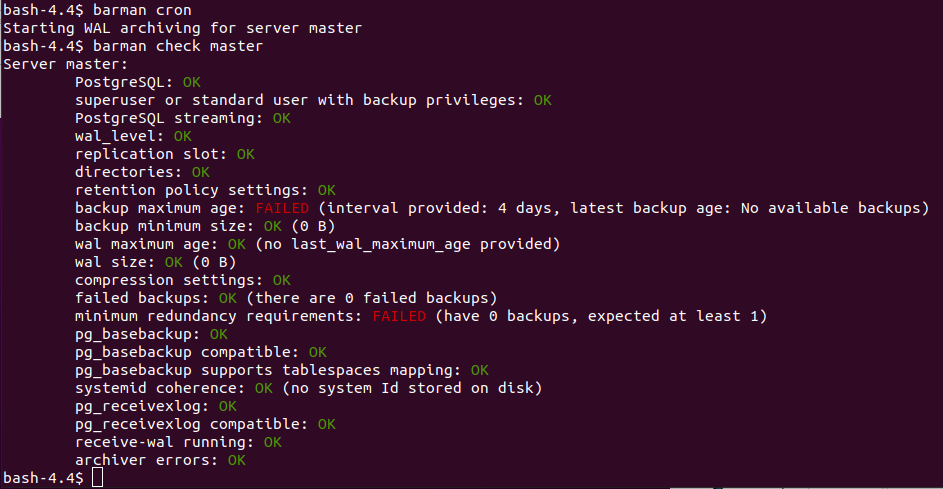 bash-4.4$ barman cron
Starting WAL archiving for server master
bash-4.4$ barman check master
Server master:
PostgreSQL: OK
superuser or standard user with backup privileges: OK
PostgreSQL streaming: OK
wal_level: OK
replication slot: OK
directories: OK
retention policy settings: OK
backup maximum age: FAILED (interval provided: 4 days, latest backup age: No available backups)
backup minimum size: OK (0 B)
wal maximum age: OK (no last_wal_maximum_age provided)
wal size: OK (0 B)
compression settings: OK
failed backups: OK (there are 0 failed backups)
minimum redundancy requirements: FAILED (have 0 backups, expected at least 1)
pg_basebackup: OK
pg_basebackup compatible: OK
pg_basebackup supports tablespaces mapping: OK
systemid coherence: OK (no system Id stored on disk)
pg_receivexlog: OK
pg_receivexlog compatible: OK
receive-wal running: OK
archiver errors: OK
bash-4.4$